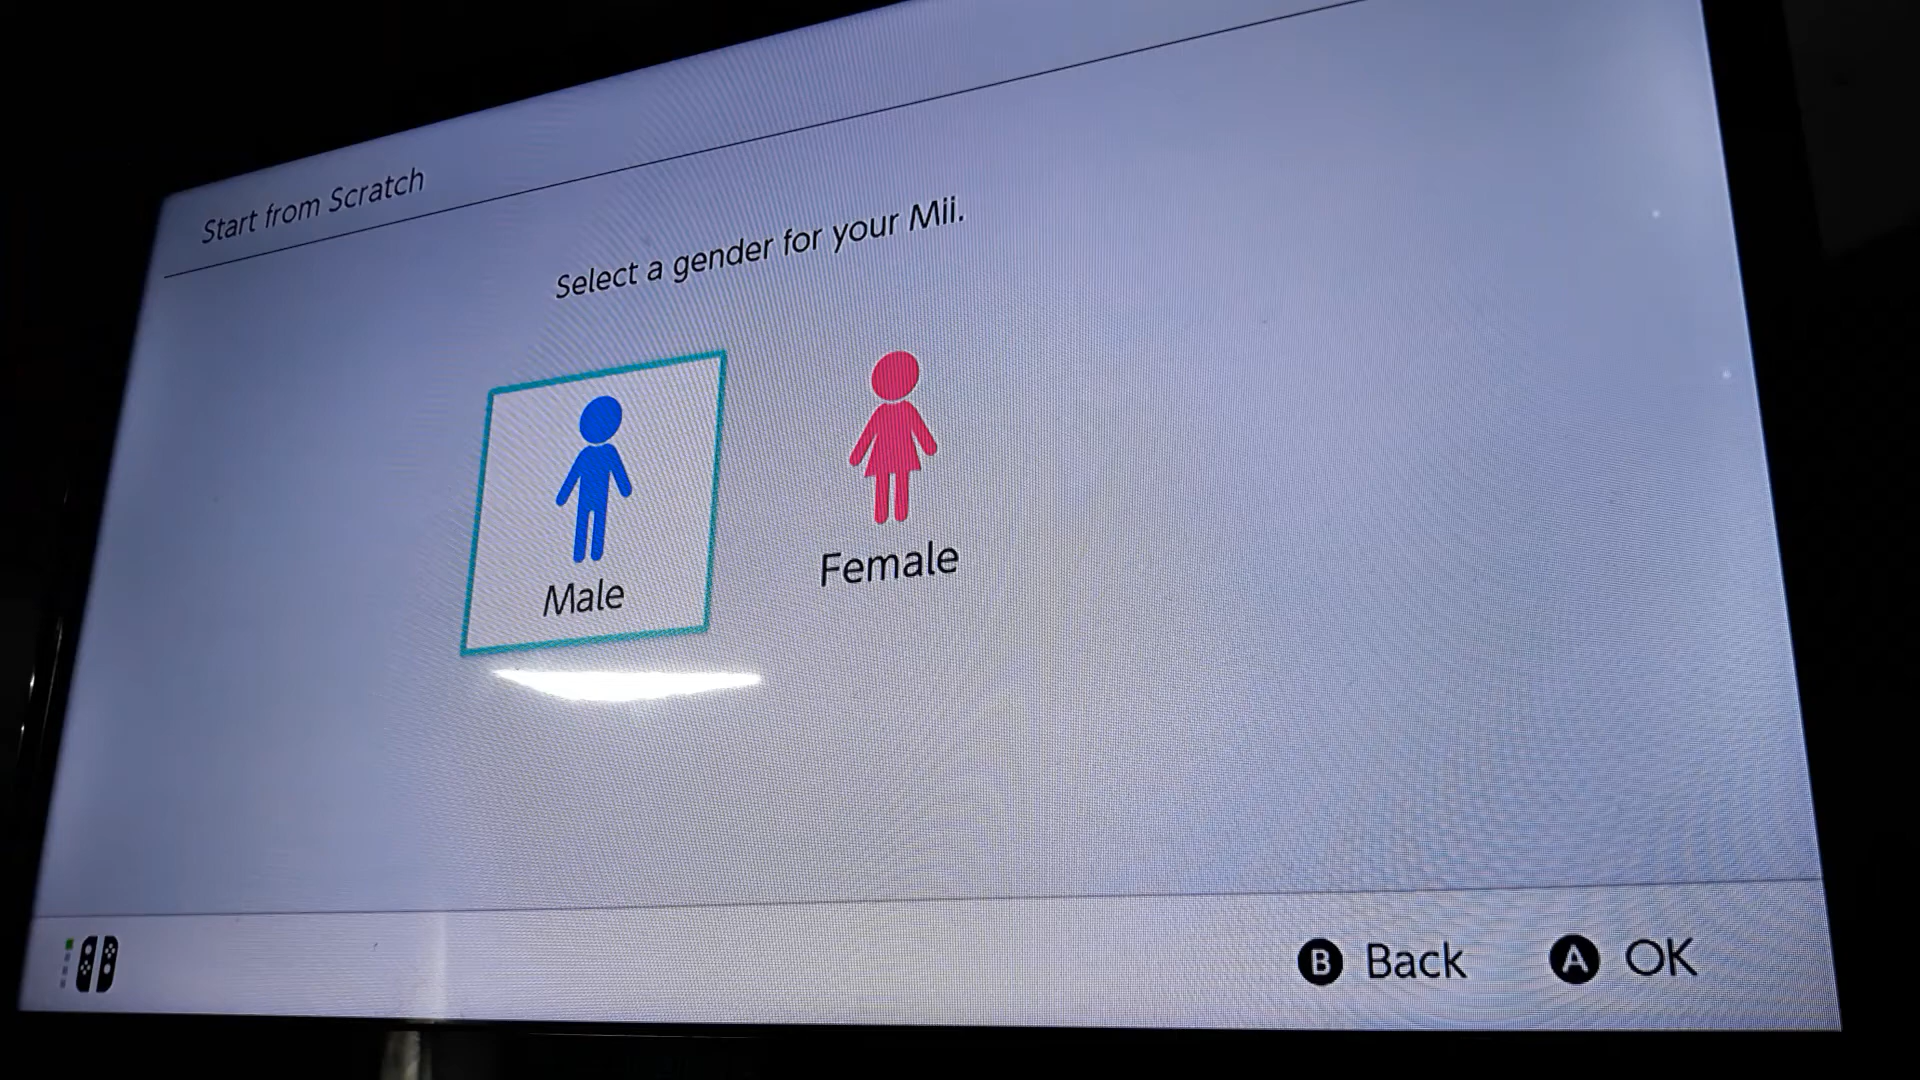 Start from Scratch
Select a gender for your Mii.
Male
Female
B Back
A OK